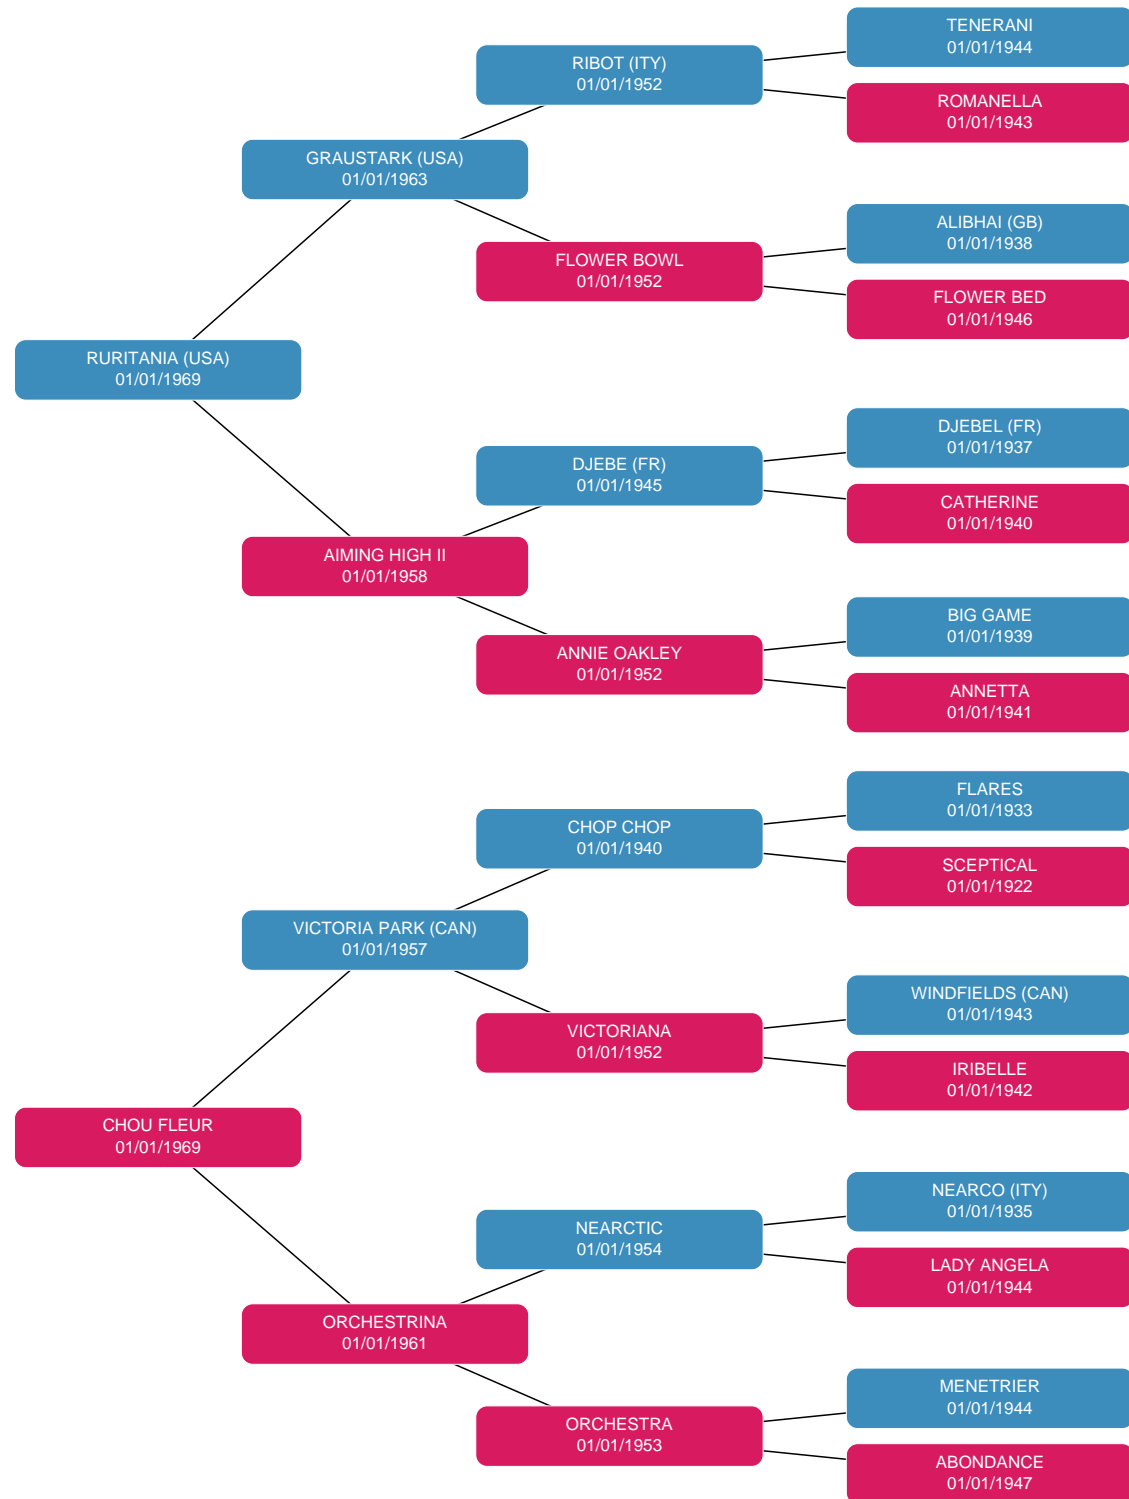 TENERANI
01/01/1944
RIBOT (ITY)
01/01/1952
ROMANELLA
01/01/1943
GRAUSTARK (USA)
01/01/1963
ALIBHAI (GB)
01/01/1938
FLOWER BOWL
01/01/1952
FLOWER BED
01/01/1946
RURITANIA (USA)
01/01/1969
DJEBEL (FR)
01/01/1937
DJEBE (FR)
01/01/1945
CATHERINE
01/01/1940
AIMING HIGH II
01/01/1958
BIG GAME
01/01/1939
ANNIE OAKLEY
01/01/1952
ANNETTA
01/01/1941
FLARES
01/01/1933
CHOP CHOP
01/01/1940
SCEPTICAL
01/01/1922
VICTORIA PARK (CAN)
01/01/1957
WINDFIELDS (CAN)
01/01/1943
VICTORIANA
01/01/1952
IRIBELLE
01/01/1942
CHOU FLEUR
01/01/1969
NEARCO (ITY)
01/01/1935
NEARCTIC
01/01/1954
LADY ANGELA
01/01/1944
ORCHESTRINA
01/01/1961
MENETRIER
01/01/1944
ORCHESTRA
01/01/1953
ABONDANCE
01/01/1947